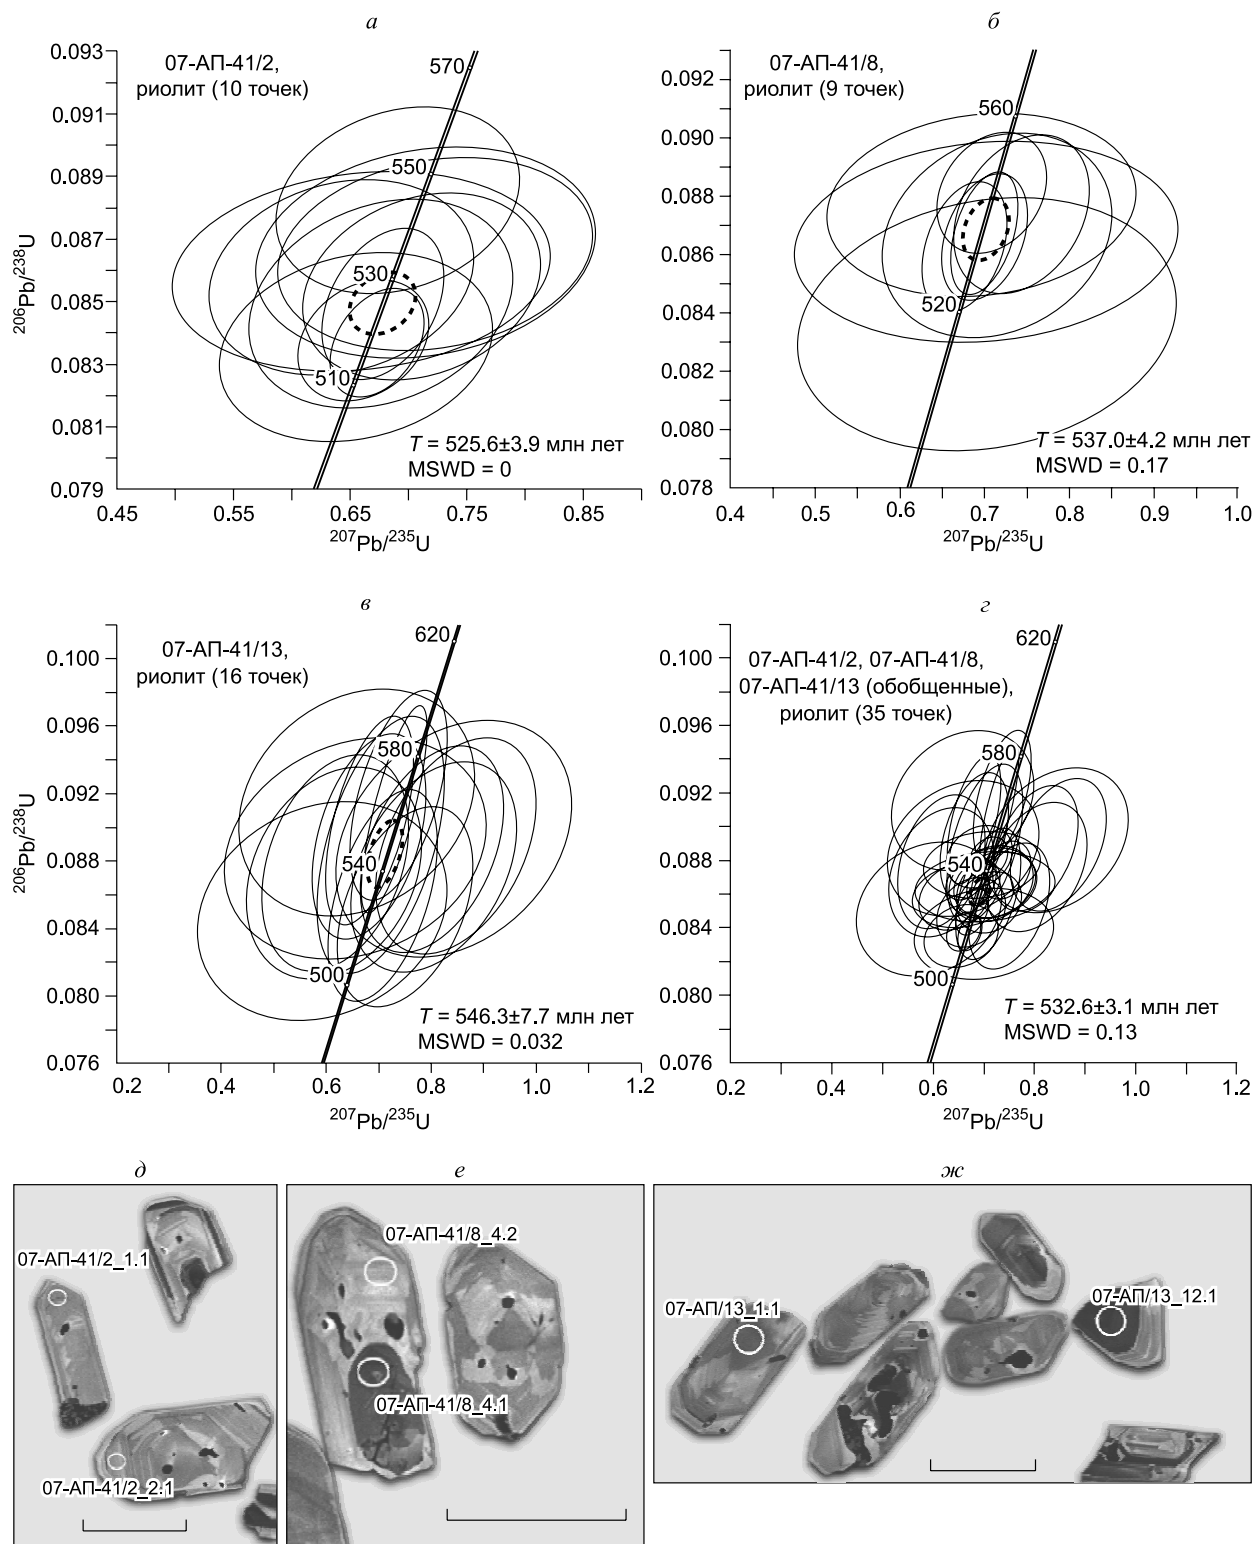 а
0.093
0.091
0.089
0.087
0.085
0.083
0.081
0.079
206Pb/238U
07-АП-41/2,
риолит (10 точек)
570
550
530
510
T = 525.6±3.9 млн лет
MSWD = 0
0.45 0.55 0.65 0.75 0.85
207Pb/235U
б
0.092
0.090
0.088
0.086
0.084
0.082
0.080
0.078
07-АП-41/8,
риолит (9 точек)
560
520
T = 537.0±4.2 млн лет
MSWD = 0.17
0.4 0.5 0.6 0.7 0.8 0.9 1.0
207Pb/235U
в
0.100
0.096
0.092
0.088
0.084
0.080
0.076
206Pb/238U
07-АП-41/13,
риолит (16 точек)
620
580
540
500
T = 546.3±7.7 млн лет
MSWD = 0.032
0.2 0.4 0.6 0.8 1.0 1.2
207Pb/235U
г
0.100
0.096
0.092
0.088
0.084
0.080
0.076
07-АП-41/2, 07-АП-41/8,
07-АП-41/13 (обобщенные),
риолит (35 точек)
620
580
540
500
T = 532.6±3.1 млн лет
MSWD = 0.13
0.2 0.4 0.6 0.8 1.0 1.2
207Pb/235U
д
07-АП-41/2_1.1
07-АП-41/2_2.1
е
07-АП-41/8_4.2
07-АП-41/8_4.1
ж
07-АП/13_1.1
07-АП/13_12.1